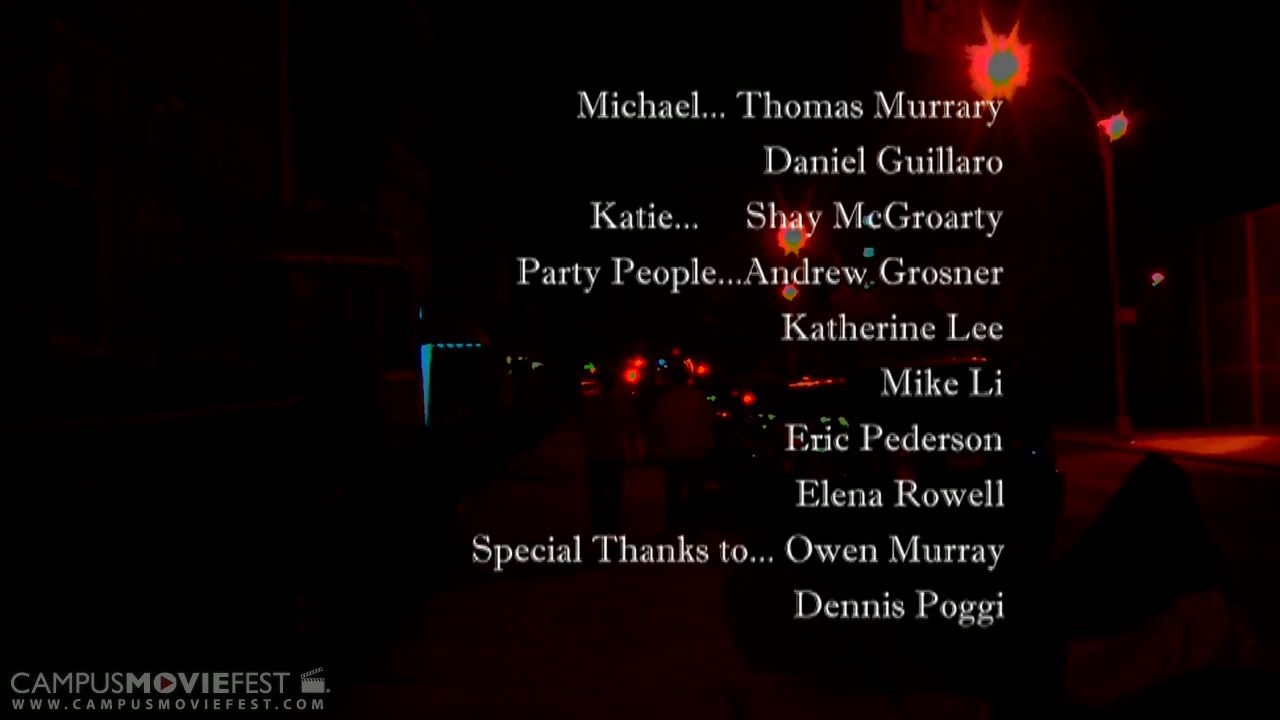 Michael... Thomas Murrary
Daniel Guillaro
Katie... Shay McGroarty
Party People...Andrew Grosner
Katherine Lee
Mike Li
Eric Pederson
Elena Rowell
Special Thanks to... Owen Murray
Dennis Poggi
CAMPUSMOVIEFEST
WWW.CAMPUSMOVIEFEST.COM